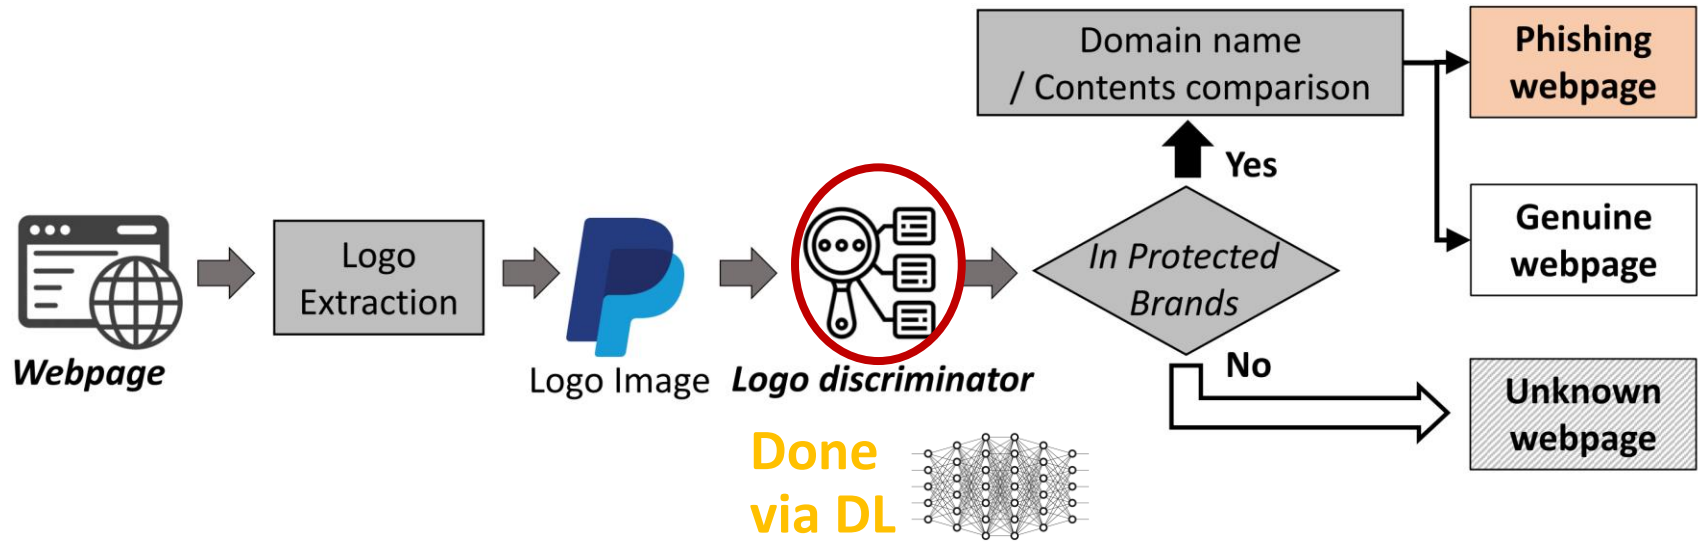 Webpage
Logo
Extraction
Logo Image
Logo discriminator
Done
via DL
In Protected
Brands
Yes
No
Domain name
/ Contents comparison
Phishing
webpage
Genuine
webpage
Unknown
webpage